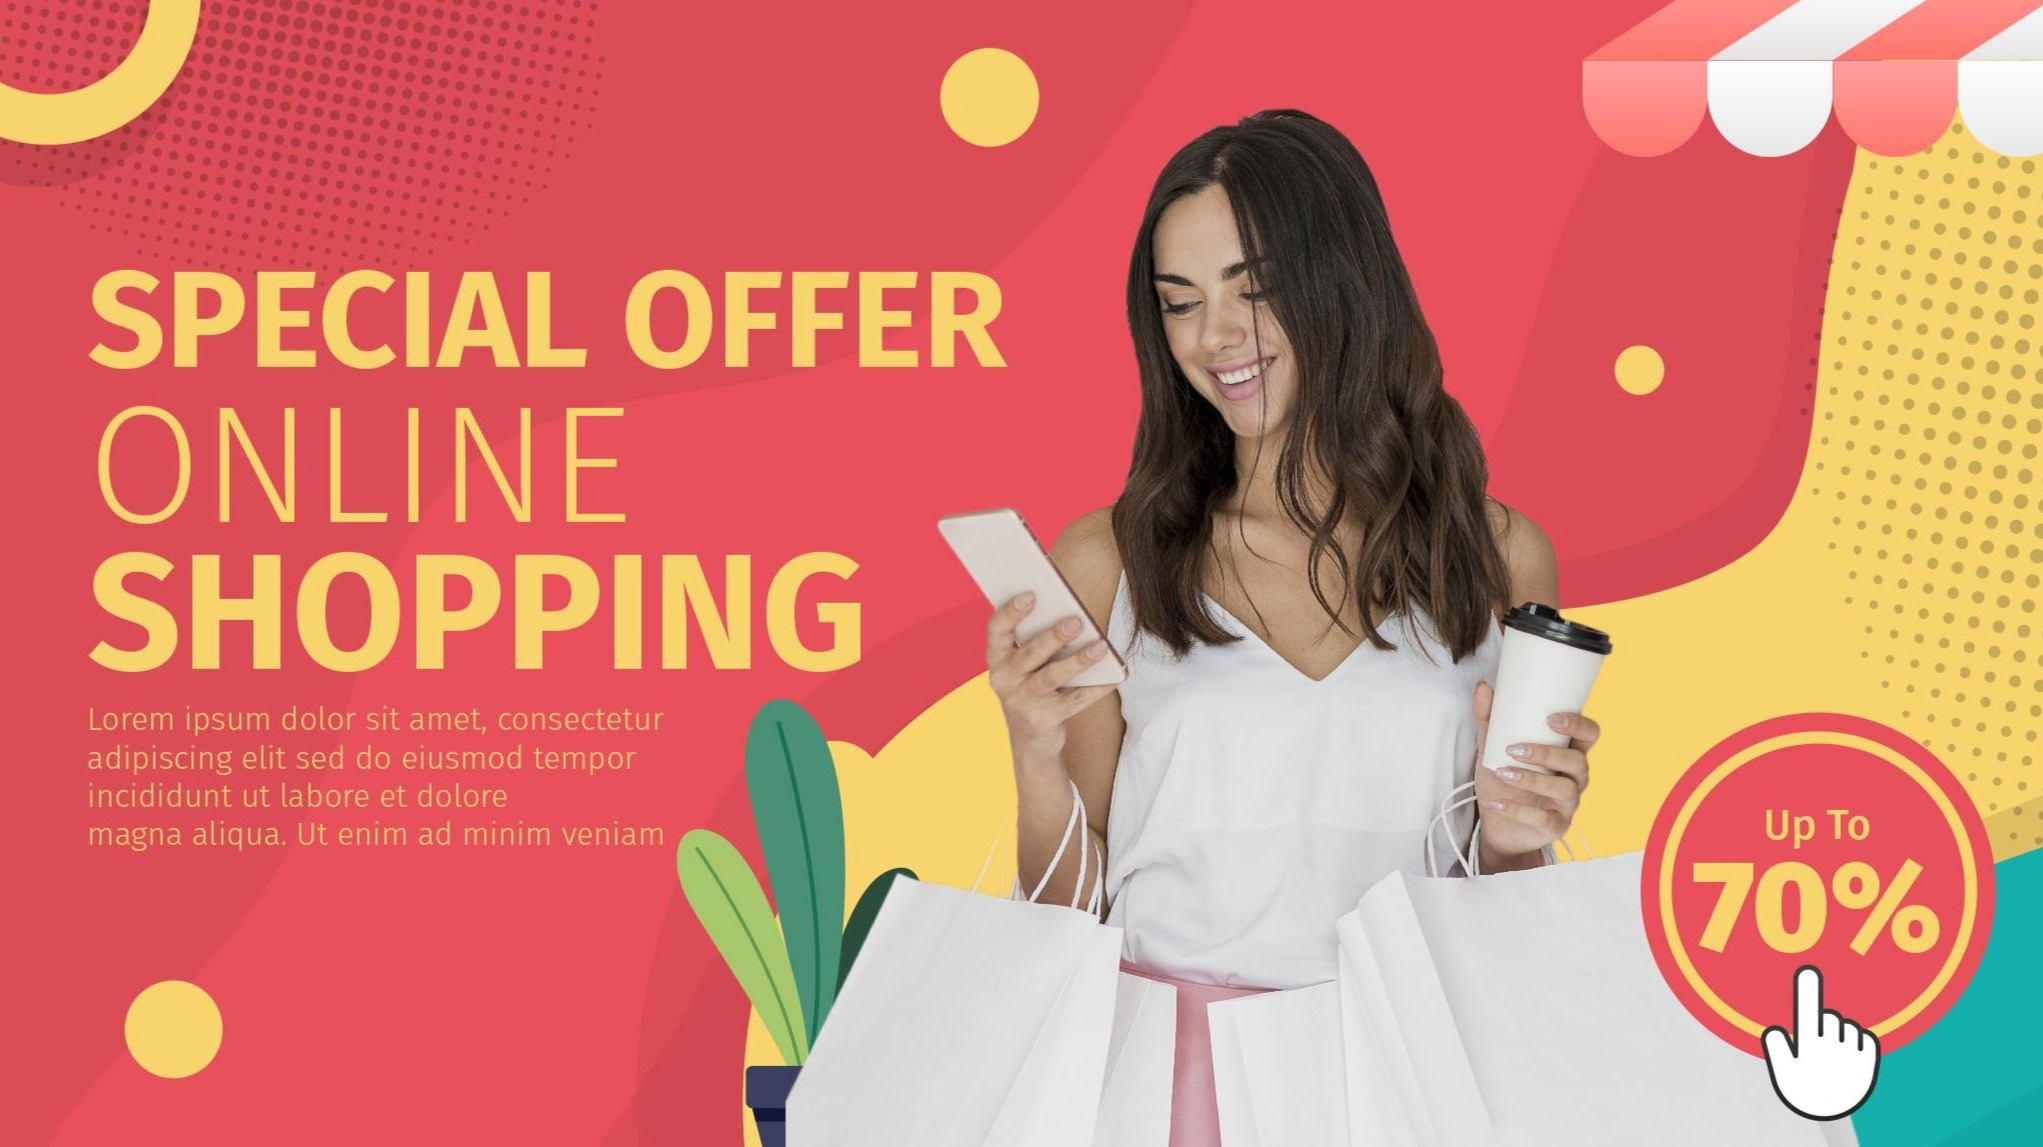 SPECIAL OFFER
ONLINE
SHOPPING
Lorem ipsum dolor sit amet, consectetur
adipiscing elit sed do eiusmod tempor
incididunt ut labore et dolore
magna aliqua. Ut enim ad minim veniam
Up To
70%